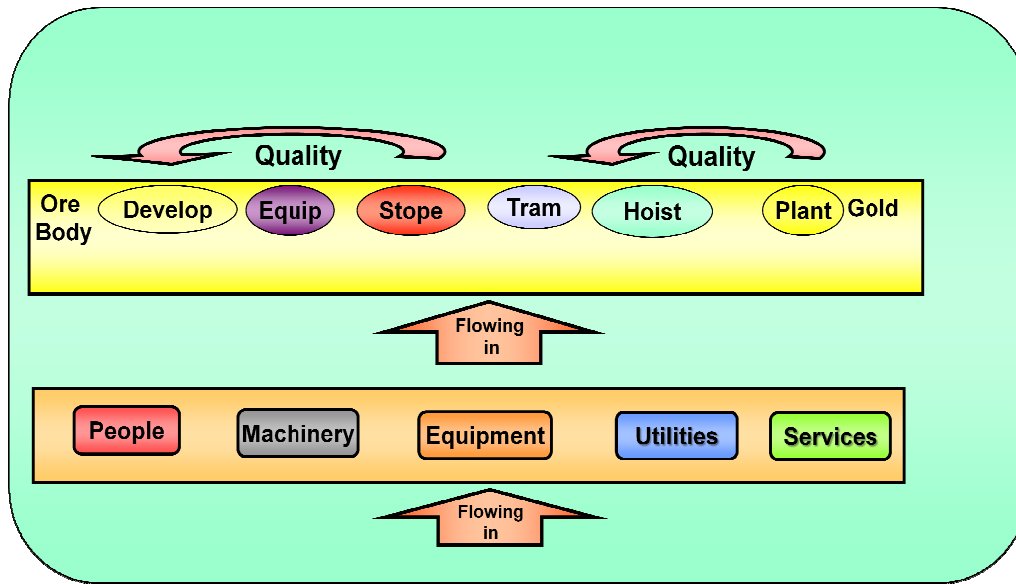 Quality
Quality
Ore
Body
Develop
Equip
Stope
Tram
Hoist
Plant
Gold
Flowing
in
People
Machinery
Equipment
Utilities
Services
Flowing
in